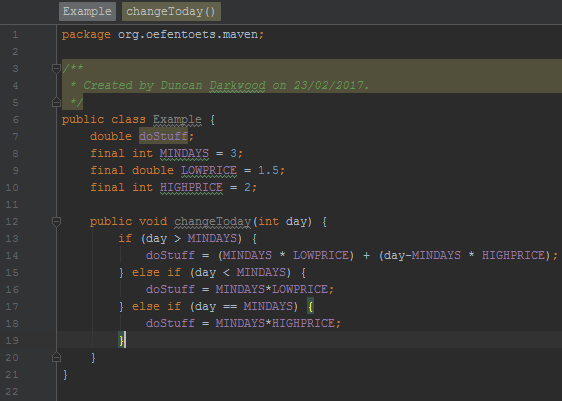 Example changeToday()
1 package org.oefentoets.maven;
2
3 /**
4  * Created by Duncan Darkwood on 23/02/2017.
5  */
6 public class Example {
7     double doStuff;
8     final int MINDAYS = 3;
9     final double LOWPRICE = 1.5;
10     final int HIGHPRICE = 2;
11
12     public void changeToday(int day) {
13         if (day > MINDAYS) {
14             doStuff = (MINDAYS * LOWPRICE) + (day-MINDAYS * HIGHPRICE);
15         } else if (day < MINDAYS) {
16             doStuff = MINDAYS*LOWPRICE;
17         } else if (day == MINDAYS) {
18             doStuff = MINDAYS*HIGHPRICE;
19         }
20     }
21 }
22